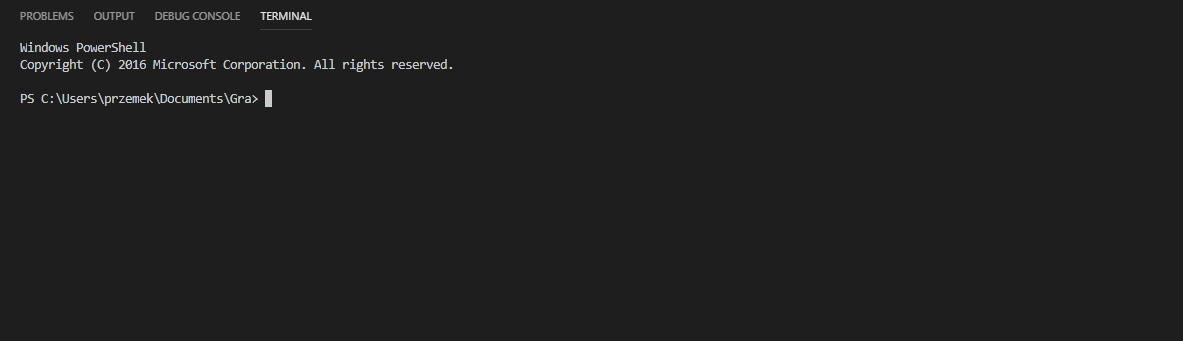 PROBLEMS OUTPUT DEBUG CONSOLE TERMINAL
Windows PowerShell
Copyright (C) 2016 Microsoft Corporation. All rights reserved.
PS C:\Users\przemek\Documents\Gra>